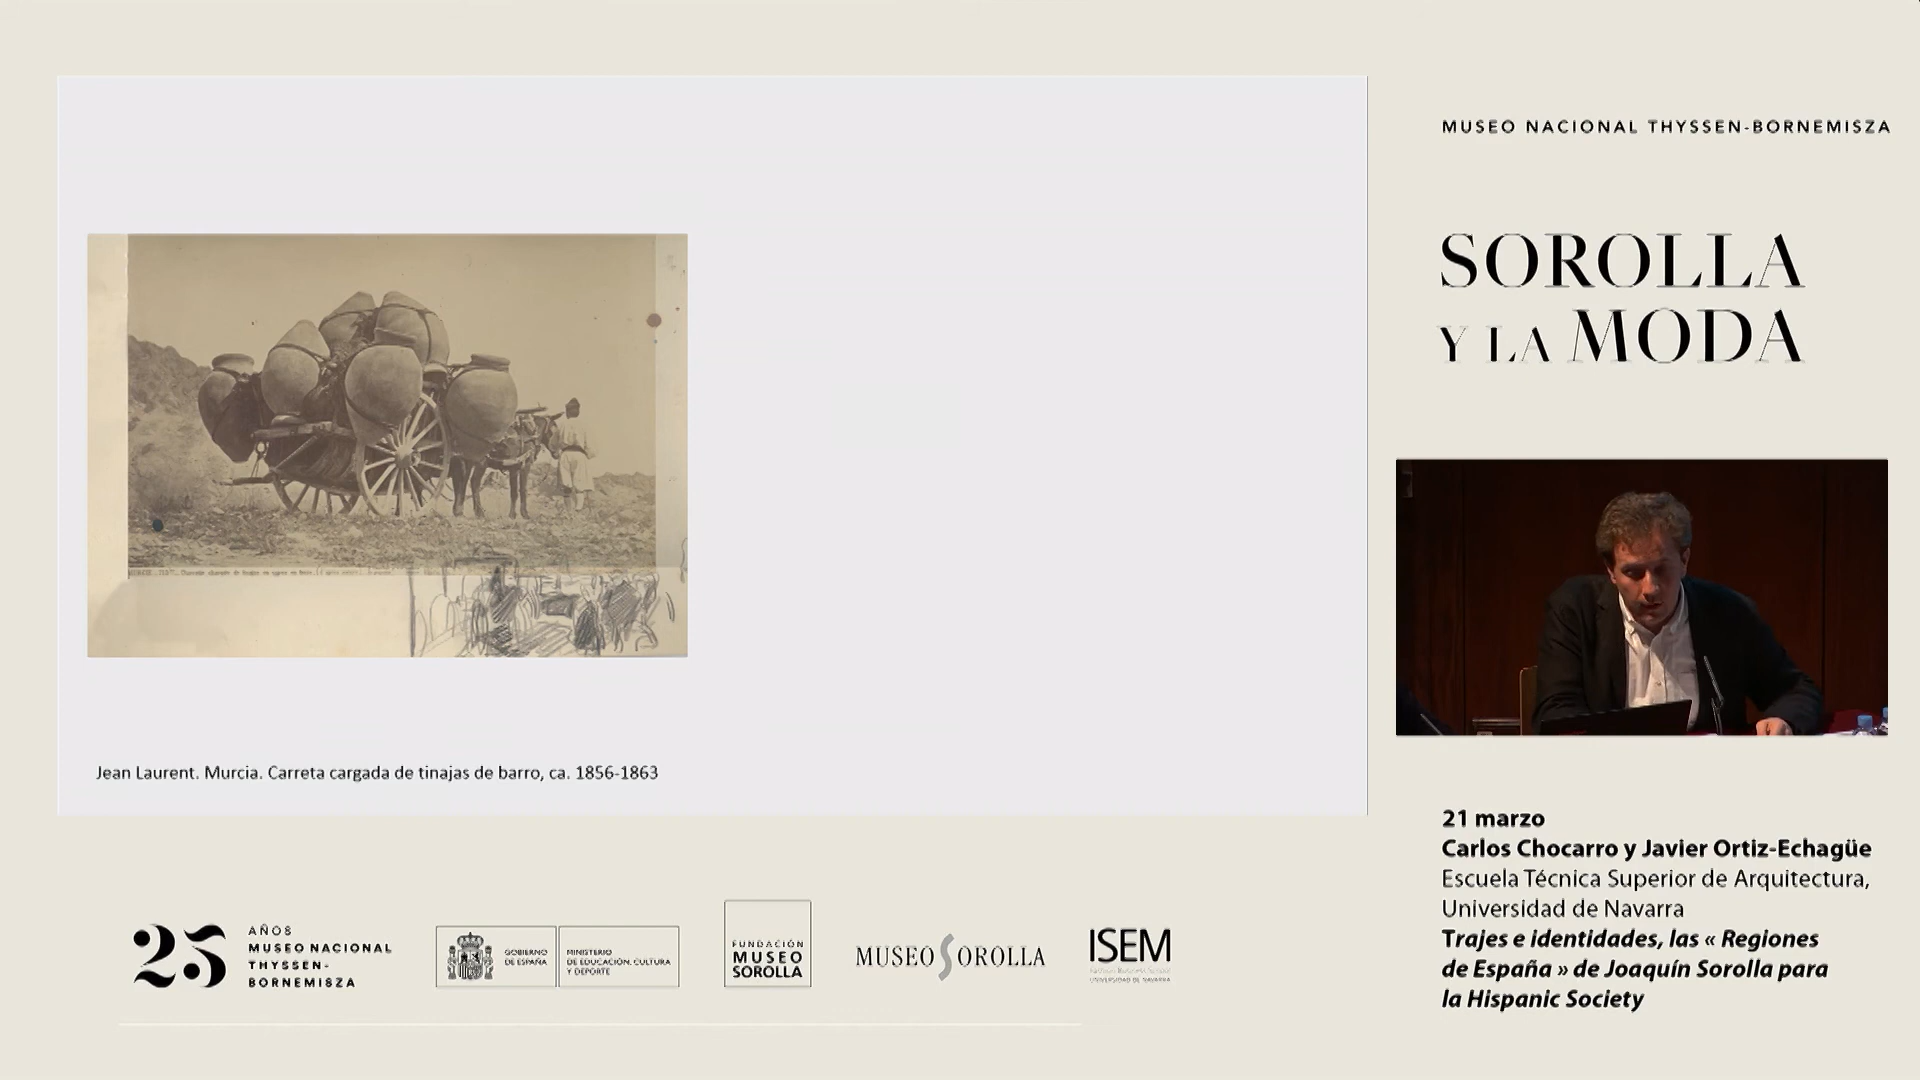 MUSEO NACIONAL THYSSEN-BORNEMISZA
SOROLLA
Y LA MODA
Jean Laurent. Murcia. Carreta cargada de tinajas de barro, ca. 1856-1863
21 marzo
Carlos Chocarro y Javier Ortiz-Echagüe
Escuela Técnica Superior de Arquitectura,
Universidad de Navarra
Trajes e identidades, las « Regiones
de España » de Joaquín Sorolla para
la Hispanic Society
25 AÑOS
MUSEO NACIONAL
THYSSEN-
BORNEMISZA
GOBIERNO
DE ESPAÑA
MINISTERIO
DE EDUCACIÓN, CULTURA
Y DEPORTE
FUNDACIÓN
MUSEO
SOROLLA
MUSEO SOROLLA
ISEM
UNIVERSIDAD DE NAVARRA